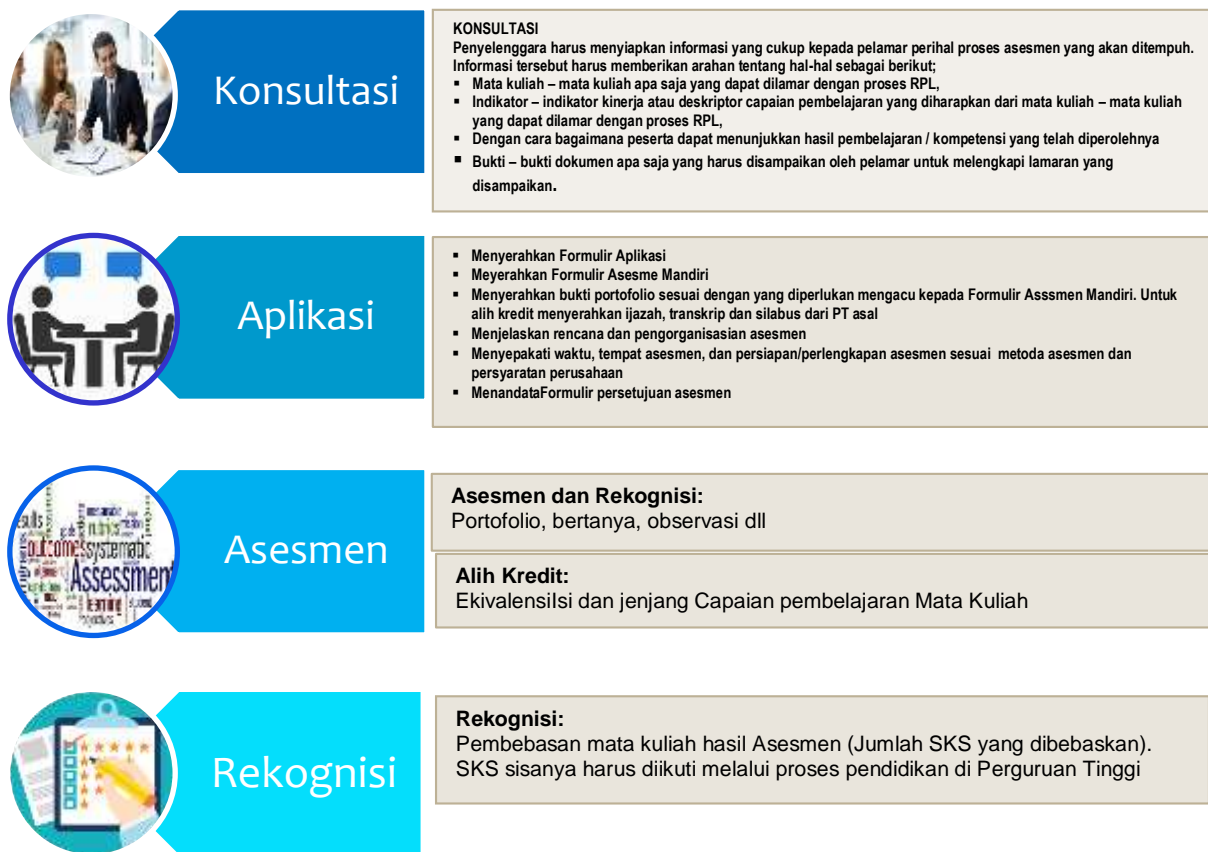 Konsultasi
KONSULTASI
Penyelenggara harus menyiapkan informasi yang cukup kepada pelamar perihal proses asesmen yang akan ditempuh.
Informasi tersebut harus memberikan arahan tentang hal-hal sebagai berikut;
▪ Mata kuliah – mata kuliah apa saja yang dapat dilamar dengan proses RPL,
▪ Indikator – indikator kinerja atau deskriptor capaian pembelajaran yang diharapkan dari mata kuliah – mata kuliah
yang dapat dilamar dengan proses RPL,
▪ Dengan cara bagaimana peserta dapat menunjukkan hasil pembelajaran / kompetensi yang telah diperolehnya
▪ Bukti – bukti dokumen apa saja yang harus disampaikan oleh pelamar untuk melengkapi lamaran yang
disampaikan.
Aplikasi
▪ Menyerahkan Formulir Aplikasi
▪ Meyerahkan Formulir Asesme Mandiri
▪ Menyerahkan bukti portofolio sesuai dengan yang diperlukan mengacu kepada Formulir Asssmen Mandiri. Untuk
alih kredit menyerahkan ijazah, transkrip dan silabus dari PT asal
▪ Menjelaskan rencana dan pengorganisasian asesmen
▪ Menyepakati waktu, tempat asesmen, dan persiapan/perlengkapan asesmen sesuai metoda asesmen dan
persyaratan perusahaan
▪ MenandataFormulir persetujuan asesmen
results
rubrics
outcomes systematic
Assessment
learning
Asesmen
Asesmen dan Rekognisi:
Portofolio, bertanya, observasi dll
Alih Kredit:
EkivalensiIsi dan jenjang Capaian pembelajaran Mata Kuliah
Rekognisi
Rekognisi:
Pembebasan mata kuliah hasil Asesmen (Jumlah SKS yang dibebaskan).
SKS sisanya harus diikuti melalui proses pendidikan di Perguruan Tinggi